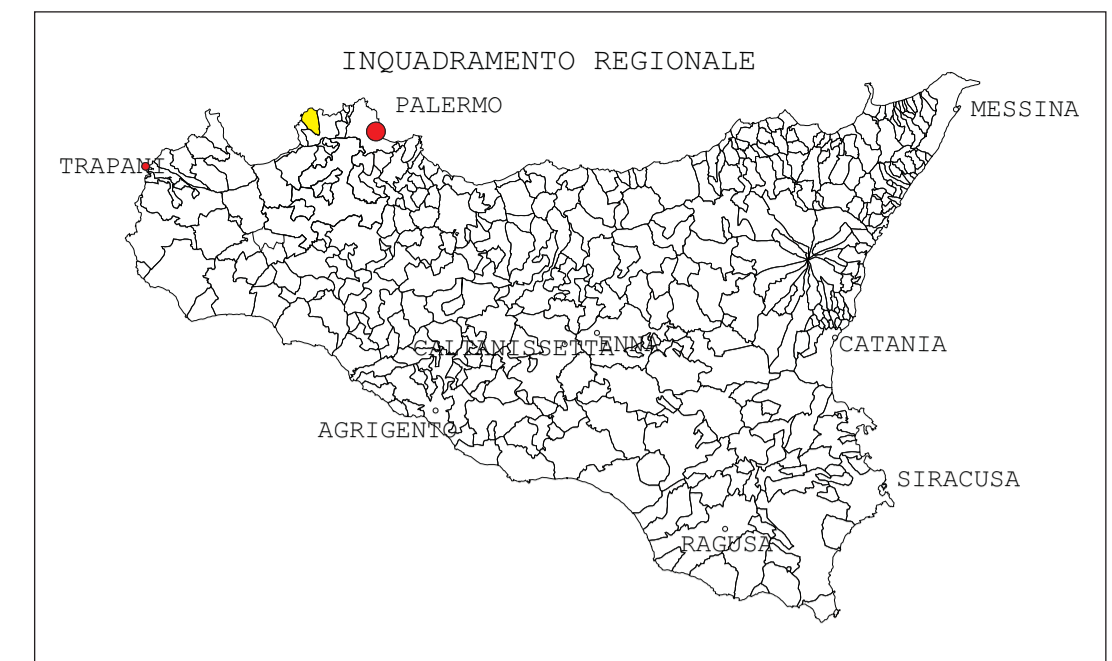 INQUADRAMENTO REGIONALE
PALERMO
MESSINA
TRAPANI
CALTANISSETTA
ENNA
CATANIA
AGRIGENTO
SIRACUSA
RAGUSA